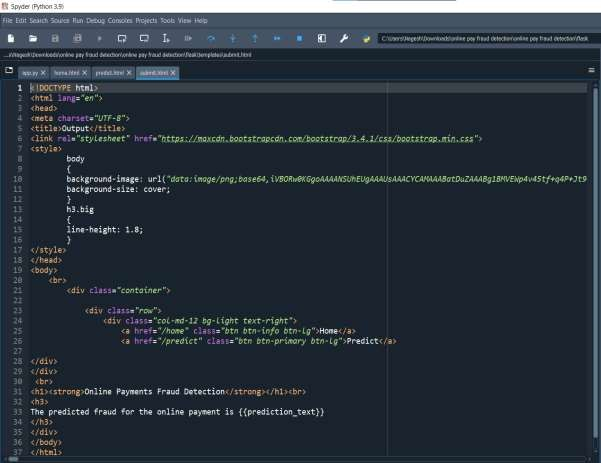 Spyder (Python 3.9)
File Edit Search Source Run Debug Consoles Projects Tools View Help
C:\Users\Nagesh\Downloads\online pay fraud detection\online pay fraud detection\flask
...s\Nagesh\Downloads\online pay fraud detection\online pay fraud detection\flask\templates\submit.html
app.py home.html predict.html submit.html
1 <!DOCTYPE html>
2 <html lang="en">
3 <head>
4 <meta charset="UTF-8">
5 <title>Output</title>
6 <link rel="stylesheet" href="https://maxcdn.bootstrapcdn.com/bootstrap/3.4.1/css/bootstrap.min.css">
7 <style>
8 body
9 {
10 background-image: url("data:image/png;base64,iVBORw0KGgoAAAANSUhEUgAAAUsAAACYCAMAAABatDuZAAABg1BMVEWp4v45tf+q4P+Jt9
11 background-size: cover;
12 }
13 h3.big
14 {
15 line-height: 1.8;
16 }
17 </style>
18 </head>
19 <body>
20 <br>
21 <div class="container">
22
23 <div class="row">
24 <div class="col-md-12 bg-light text-right">
25 <a href="/home" class="btn btn-info btn-lg">Home</a>
26 <a href="/predict" class="btn btn-primary btn-lg">Predict</a>
27
28 </div>
29 </div>
30 <br>
31 <h1><strong>Online Payments Fraud Detection</strong></h1><br>
32 <h3>
33 The predicted fraud for the online payment is {{prediction_text}}
34 </h3>
35 </div>
36 </body>
37 </html>